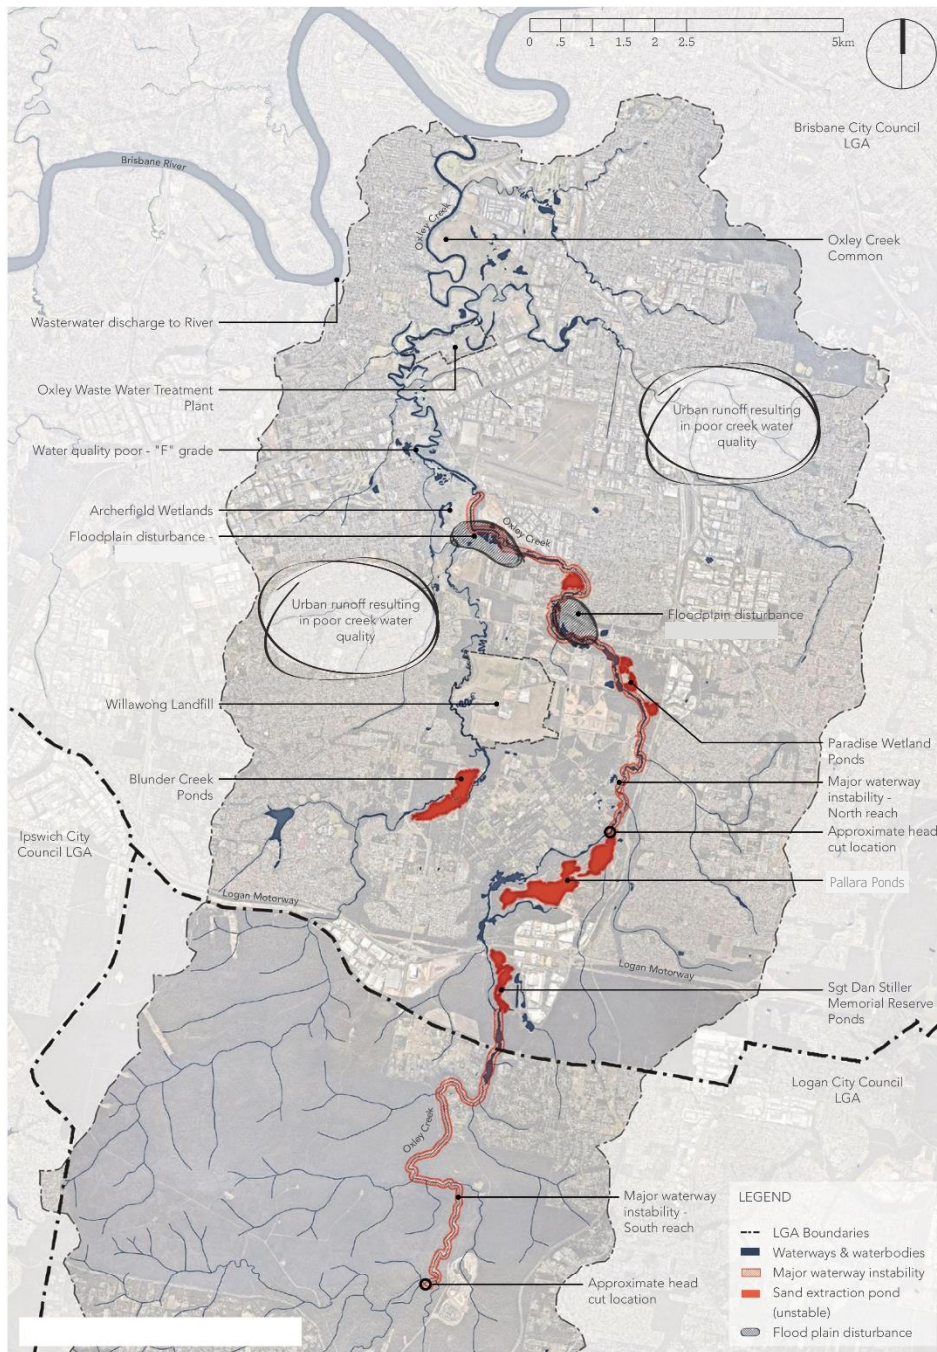 0 .5 1 1.5 2 2.5 5km
Brisbane City Council
LGA
Brisbane River
Oxley Creek
Oxley Creek
Common
Wasterwater discharge to River
Oxley Waste Water Treatment
Plant
Urban runoff resulting
in poor creek water
quality
Water quality poor - "F" grade
Archerfield Wetlands
Oxley Creek
Floodplain disturbance -
Urban runoff resulting
in poor creek water
quality
Floodplain disturbance
Willawong Landfill
Paradise Wetland
Ponds
Blunder Creek
Ponds
Major waterway
instability -
North reach
Approximate head
cut location
Ipswich City
Council LGA
Pallara Ponds
Logan Motorway
Logan Motorway
Sgt Dan Stiller
Memorial Reserve
Ponds
Logan City Council
LGA
Oxley Creek
Major waterway
instability -
South reach
Approximate head
cut location
LEGEND
LGA Boundaries
Waterways & waterbodies
Major waterway instability
Sand extraction pond
(unstable)
Flood plain disturbance